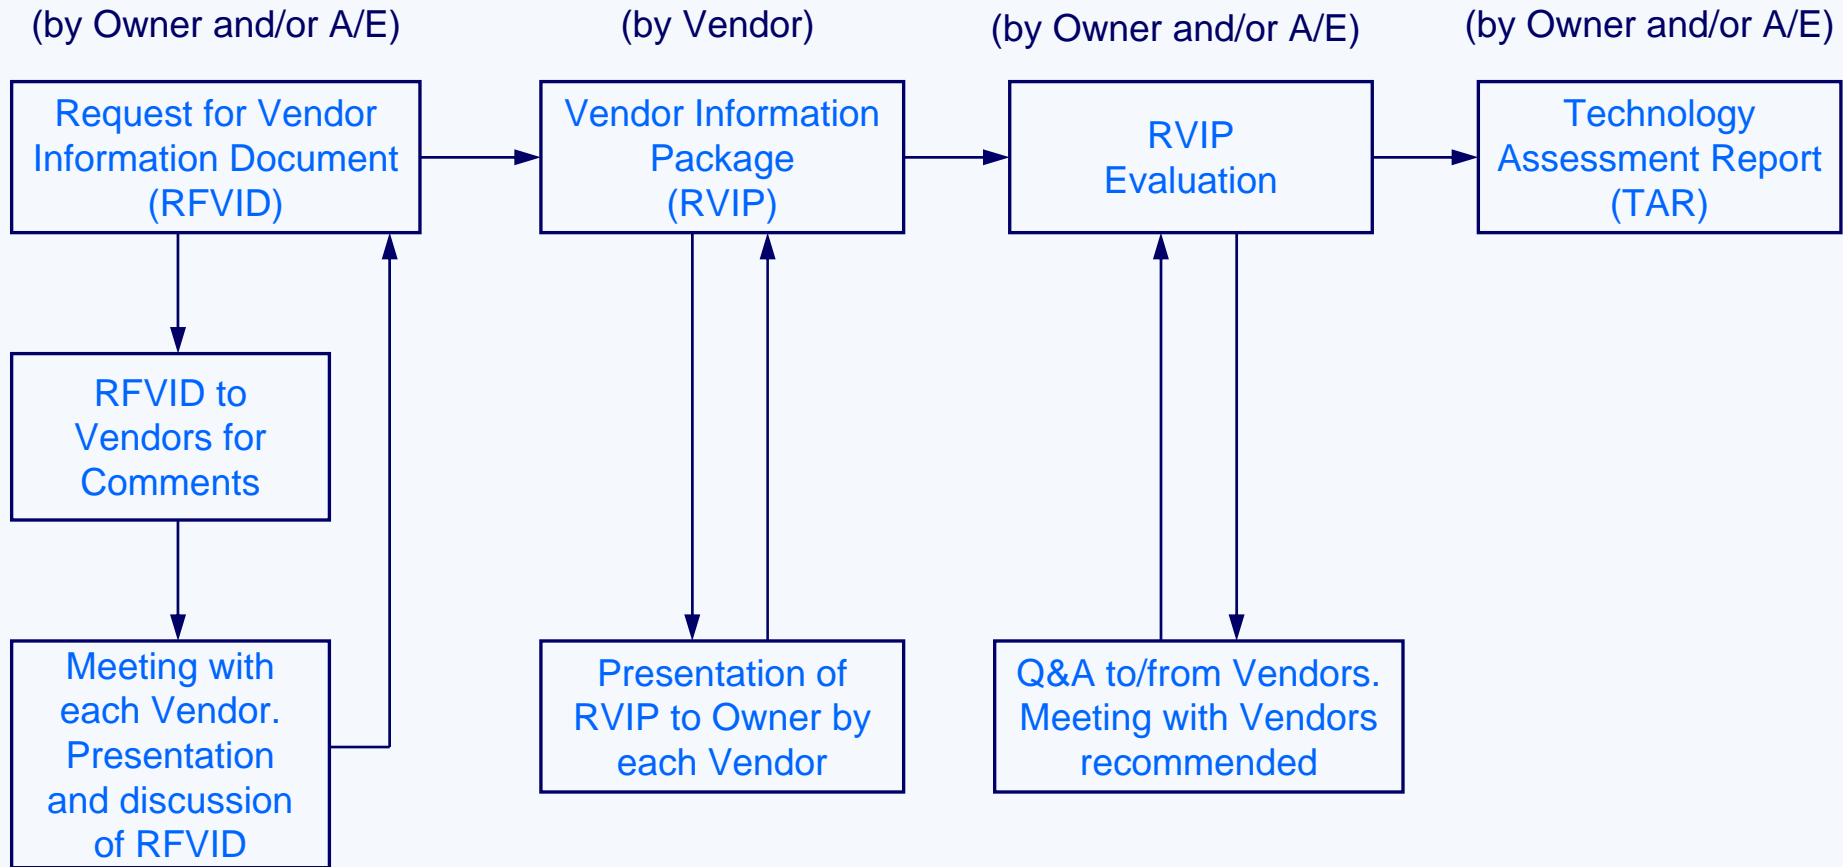 (by Owner and/or A/E)
(by Vendor)
(by Owner and/or A/E)
(by Owner and/or A/E)
Request for Vendor
Information Document
(RFVID)
Vendor Information
Package
(RVIP)
RVIP
Evaluation
Technology
Assessment Report
(TAR)
RFVID to
Vendors for
Comments
Meeting with
each Vendor.
Presentation
and discussion
of RFVID
Presentation of
RVIP to Owner by
each Vendor
Q&A to/from Vendors.
Meeting with Vendors
recommended